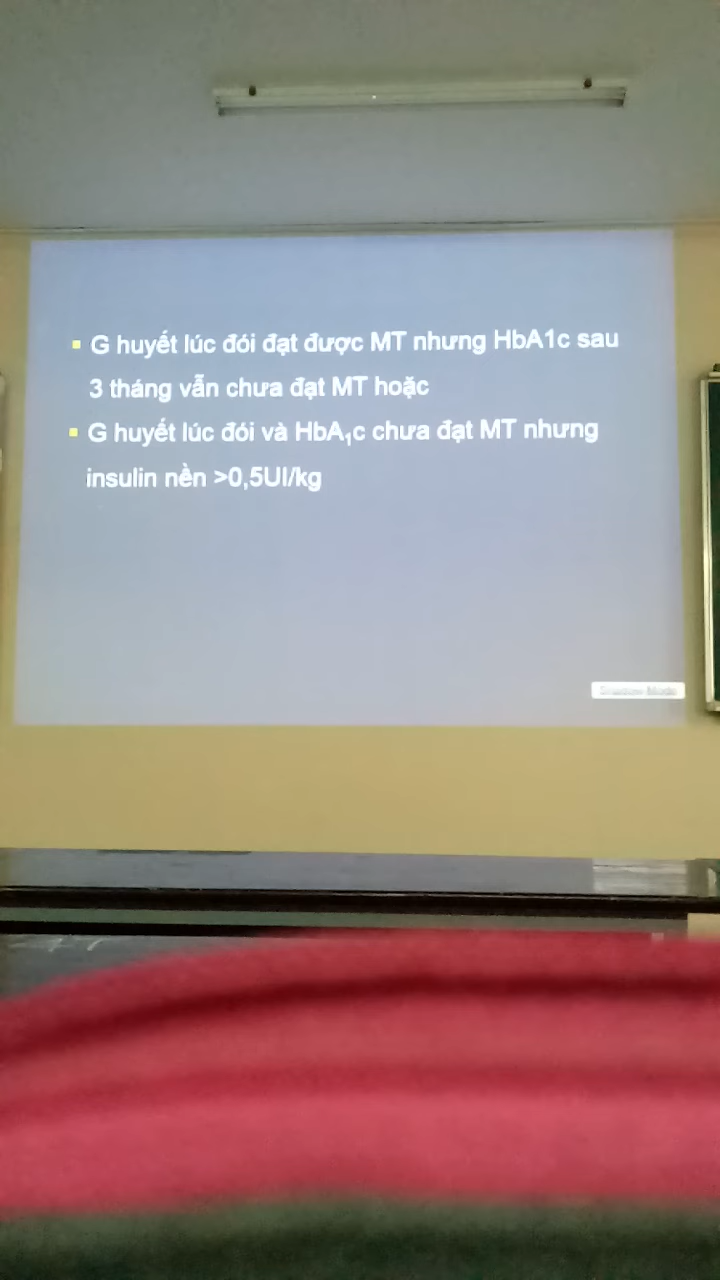 ▪ G huyết lúc đói đạt được MT nhưng HbA1c sau
3 tháng vẫn chưa đạt MT hoặc
▪ G huyết lúc đói và HbA₁c chưa đạt MT nhưng
insulin nền >0,5UI/kg